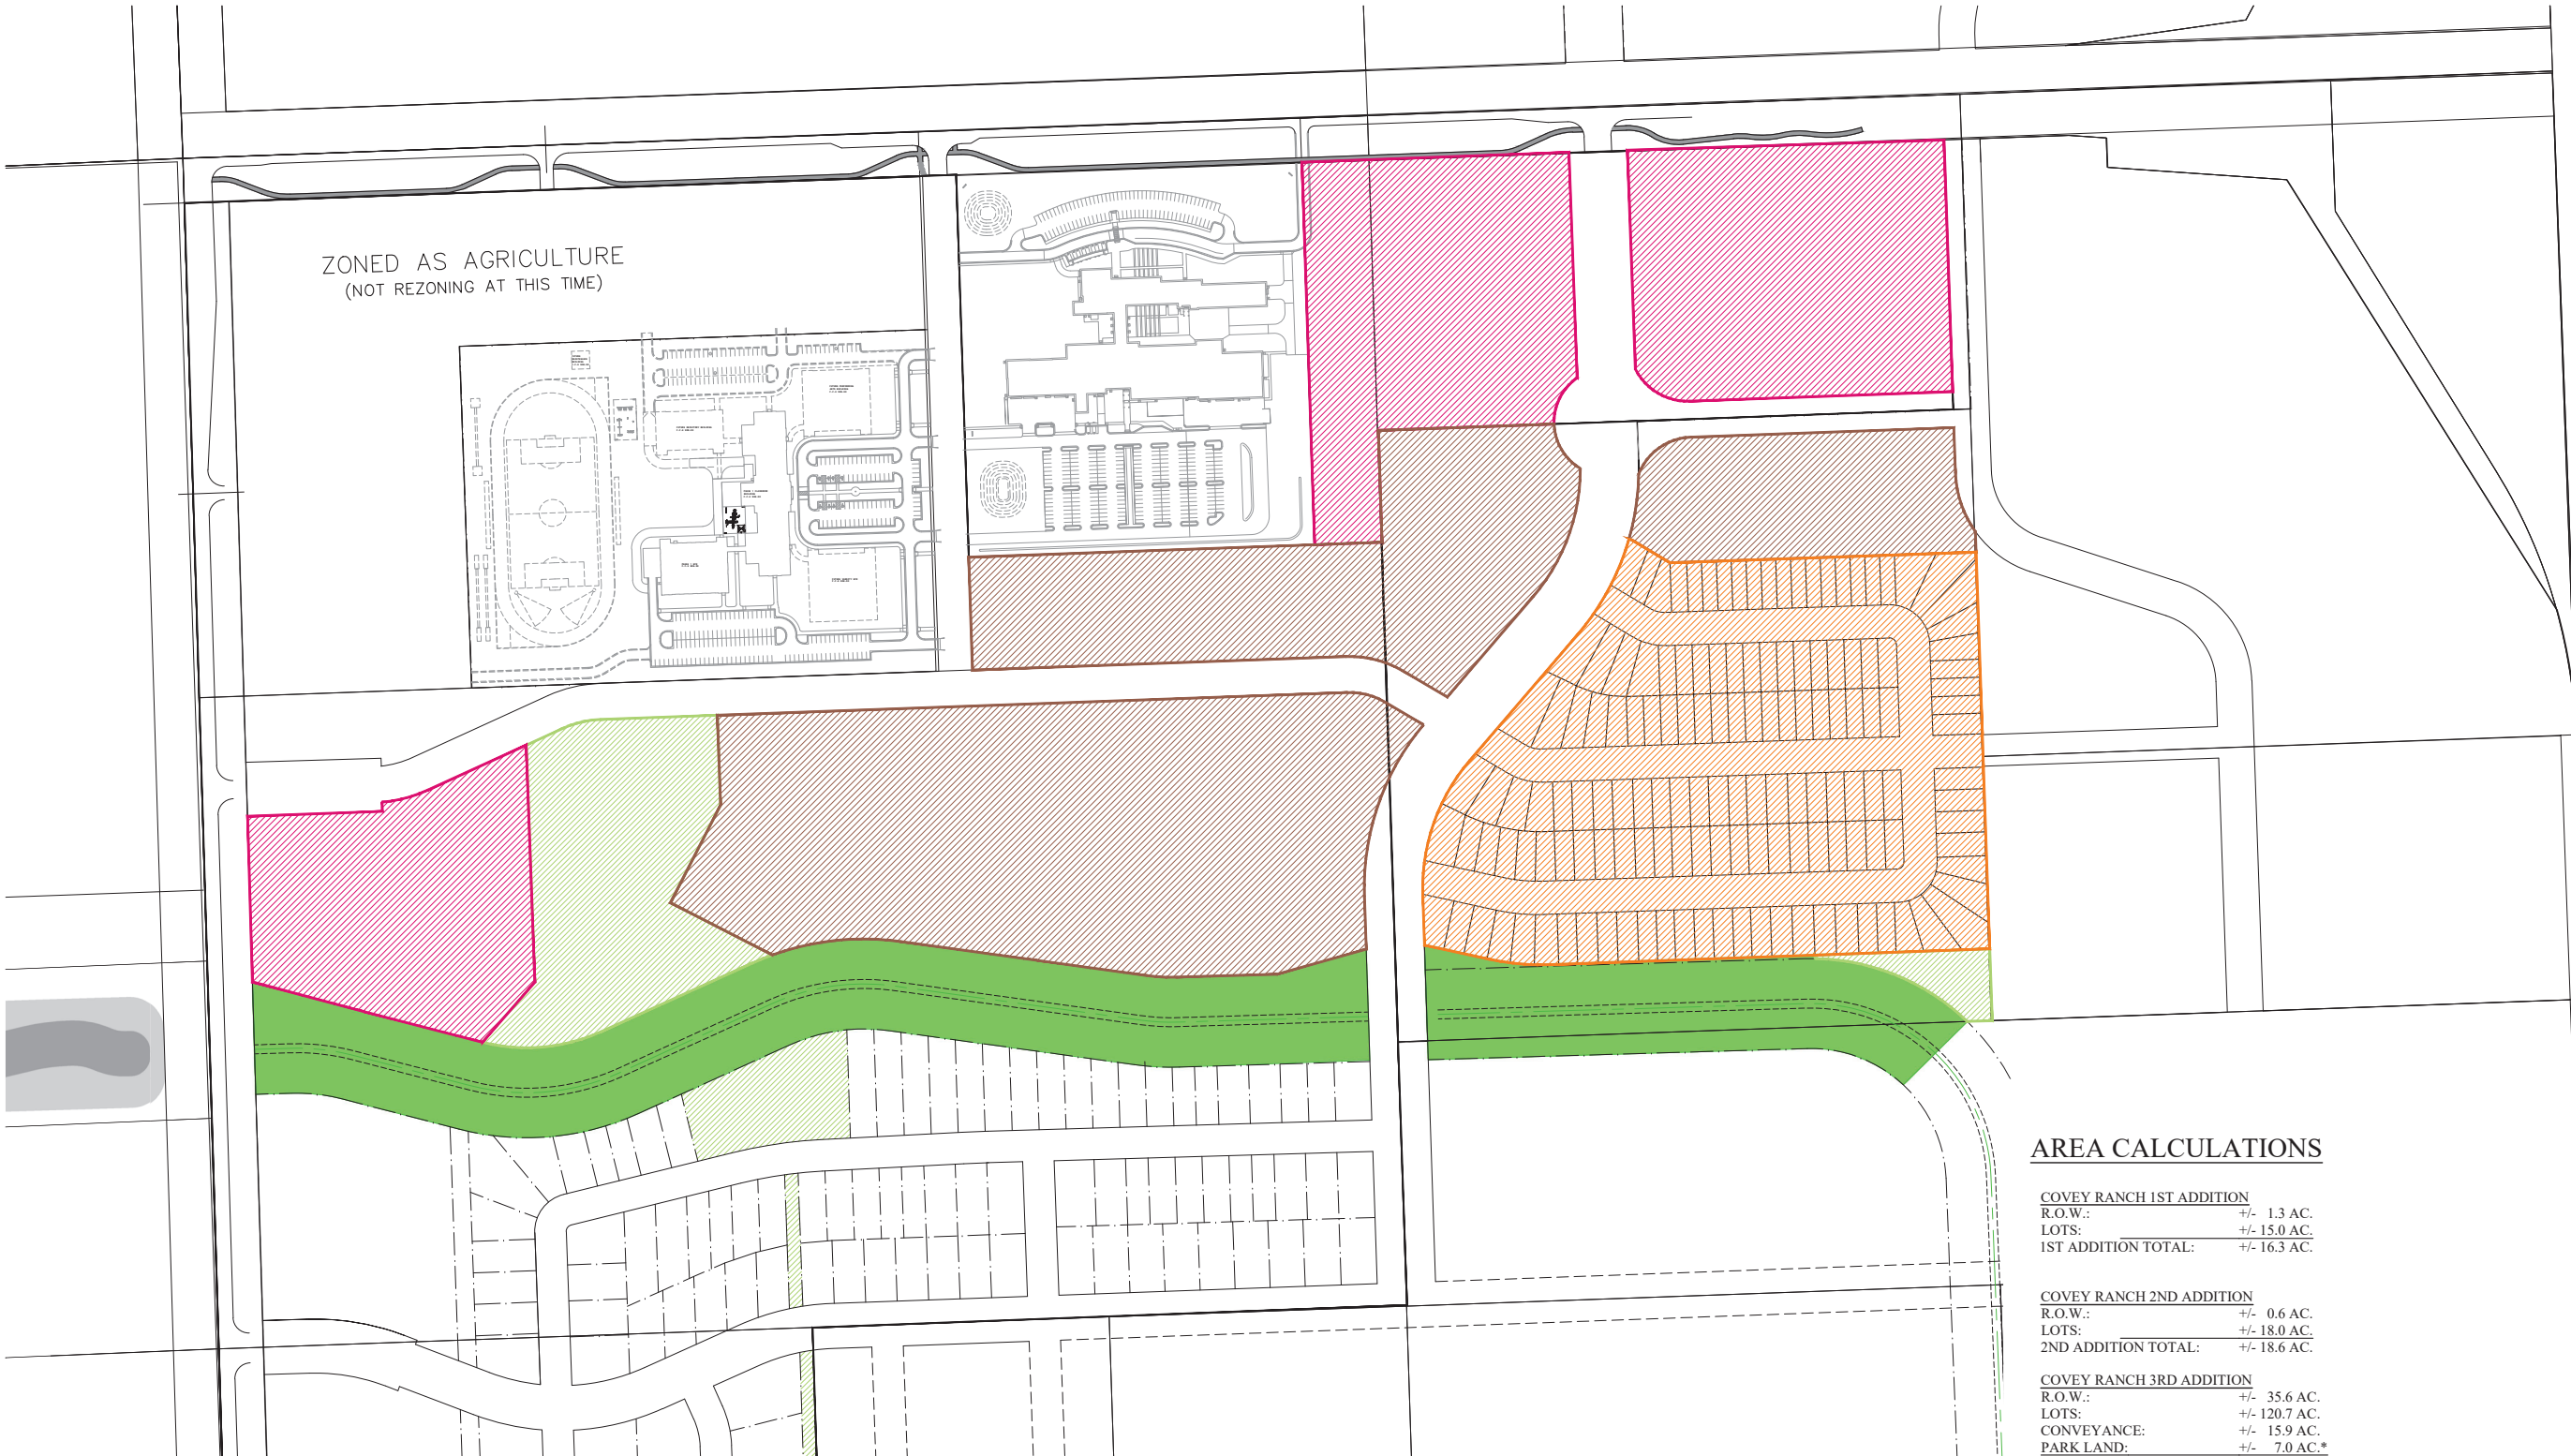 ZONED AS AGRICULTURE
(NOT REZONING AT THIS TIME)
AREA CALCULATIONS
COVEY RANCH 1ST ADDITION
R.O.W.: +/- 1.3 AC.
LOTS: +/- 15.0 AC.
1ST ADDITION TOTAL: +/- 16.3 AC.
COVEY RANCH 2ND ADDITION
R.O.W.: +/- 0.6 AC.
LOTS: +/- 18.0 AC.
2ND ADDITION TOTAL: +/- 18.6 AC.
COVEY RANCH 3RD ADDITION
R.O.W.: +/- 35.6 AC.
LOTS: +/- 120.7 AC.
CONVEYANCE: +/- 15.9 AC.
PARK LAND: +/- 7.0 AC.*